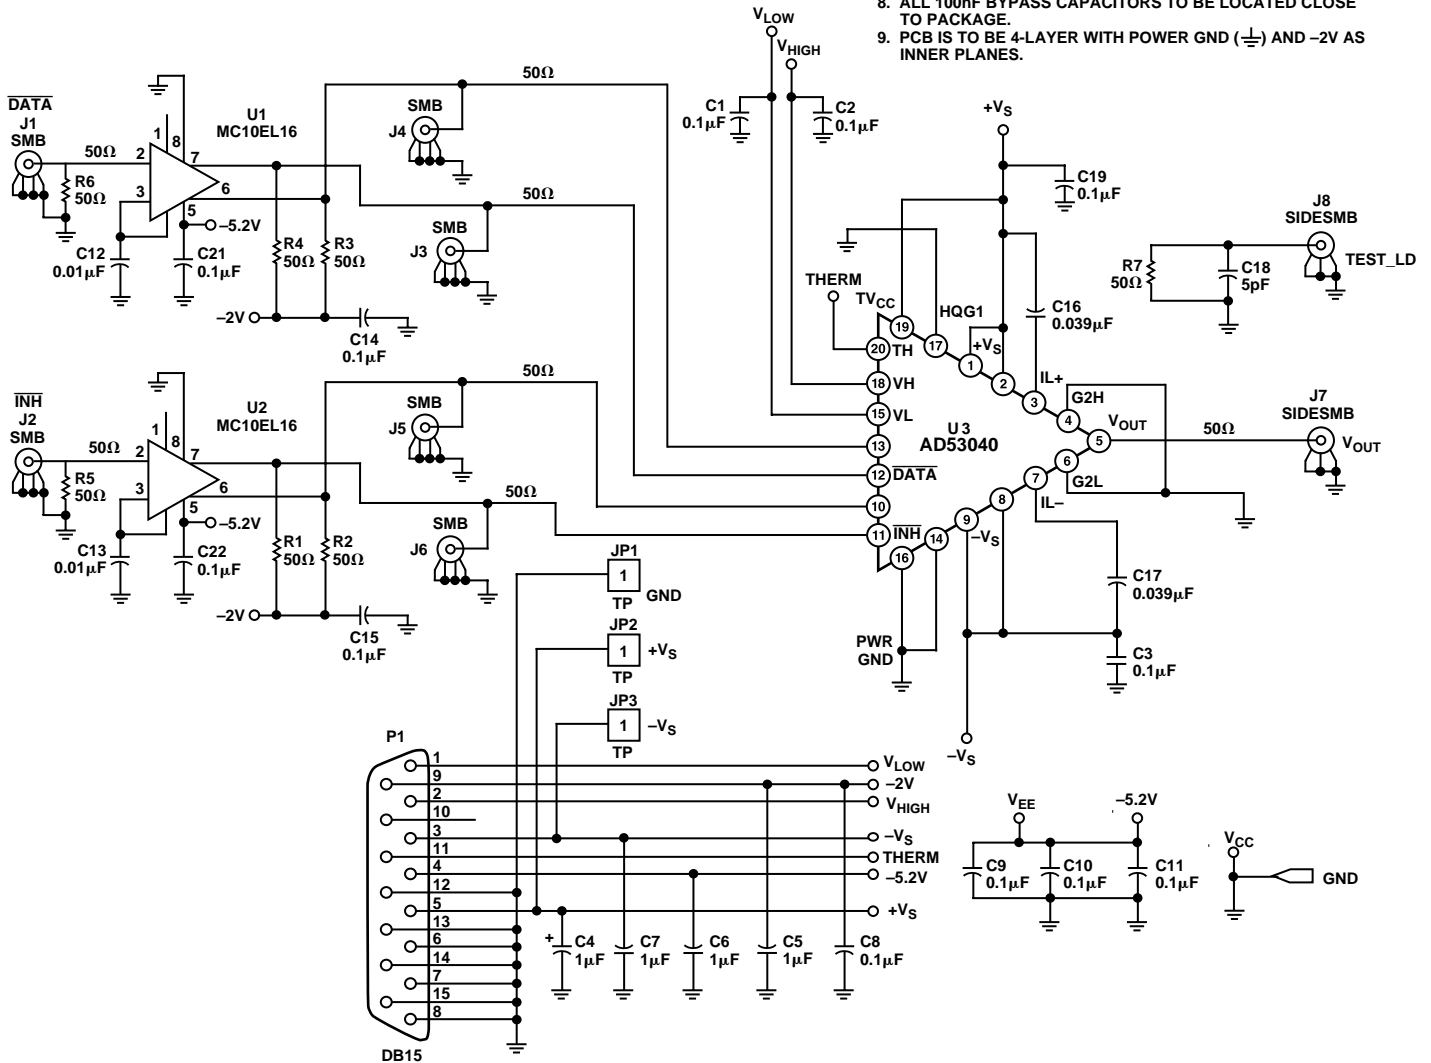 8. ALL 100nF BYPASS CAPACITORS TO BE LOCATED CLOSE
TO PACKAGE.
9. PCB IS TO BE 4-LAYER WITH POWER GND (⏚) AND –2V AS
INNER PLANES.
DATA
J1
SMB
50Ω
R6
50Ω
C12
0.01µF
1
8
2
3
7
6
5
U1
MC10EL16
–5.2V
C21
0.1µF
R4
50Ω
R3
50Ω
–2V
C14
0.1µF
50Ω
SMB
J4
50Ω
SMB
J3
INH
J2
SMB
50Ω
R5
50Ω
C13
0.01µF
1
8
2
3
7
6
5
U2
MC10EL16
–5.2V
C22
0.1µF
R1
50Ω
R2
50Ω
–2V
C15
0.1µF
50Ω
SMB
J5
50Ω
SMB
J6
VLOW
VHIGH
C1
0.1µF
C2
0.1µF
+VS
C19
0.1µF
THERM
TVCC
HQG1
+VS
C16
0.039µF
IL+
G2H
VOUT
19
17
1
2
3
4
5
20
TH
18
VH
15
VL
13
12
DATA
10
11
INH
16
14
9
8
7
6
U3
AD53040
G2L
IL–
–VS
PWR
GND
C17
0.039µF
C3
0.1µF
–VS
50Ω
J7
SIDESMB
VOUT
J8
SIDESMB
TEST_LD
R7
50Ω
C18
5pF
JP1
1
GND
TP
JP2
1
+VS
TP
JP3
1
–VS
TP
P1
1
VLOW
9
–2V
2
VHIGH
10
3
–VS
11
THERM
4
–5.2V
12
5
+VS
13
6
14
7
15
8
DB15
+
C4
1µF
C7
1µF
C6
1µF
C5
1µF
C8
0.1µF
VEE
–5.2V
C9
0.1µF
C10
0.1µF
C11
0.1µF
VCC
GND